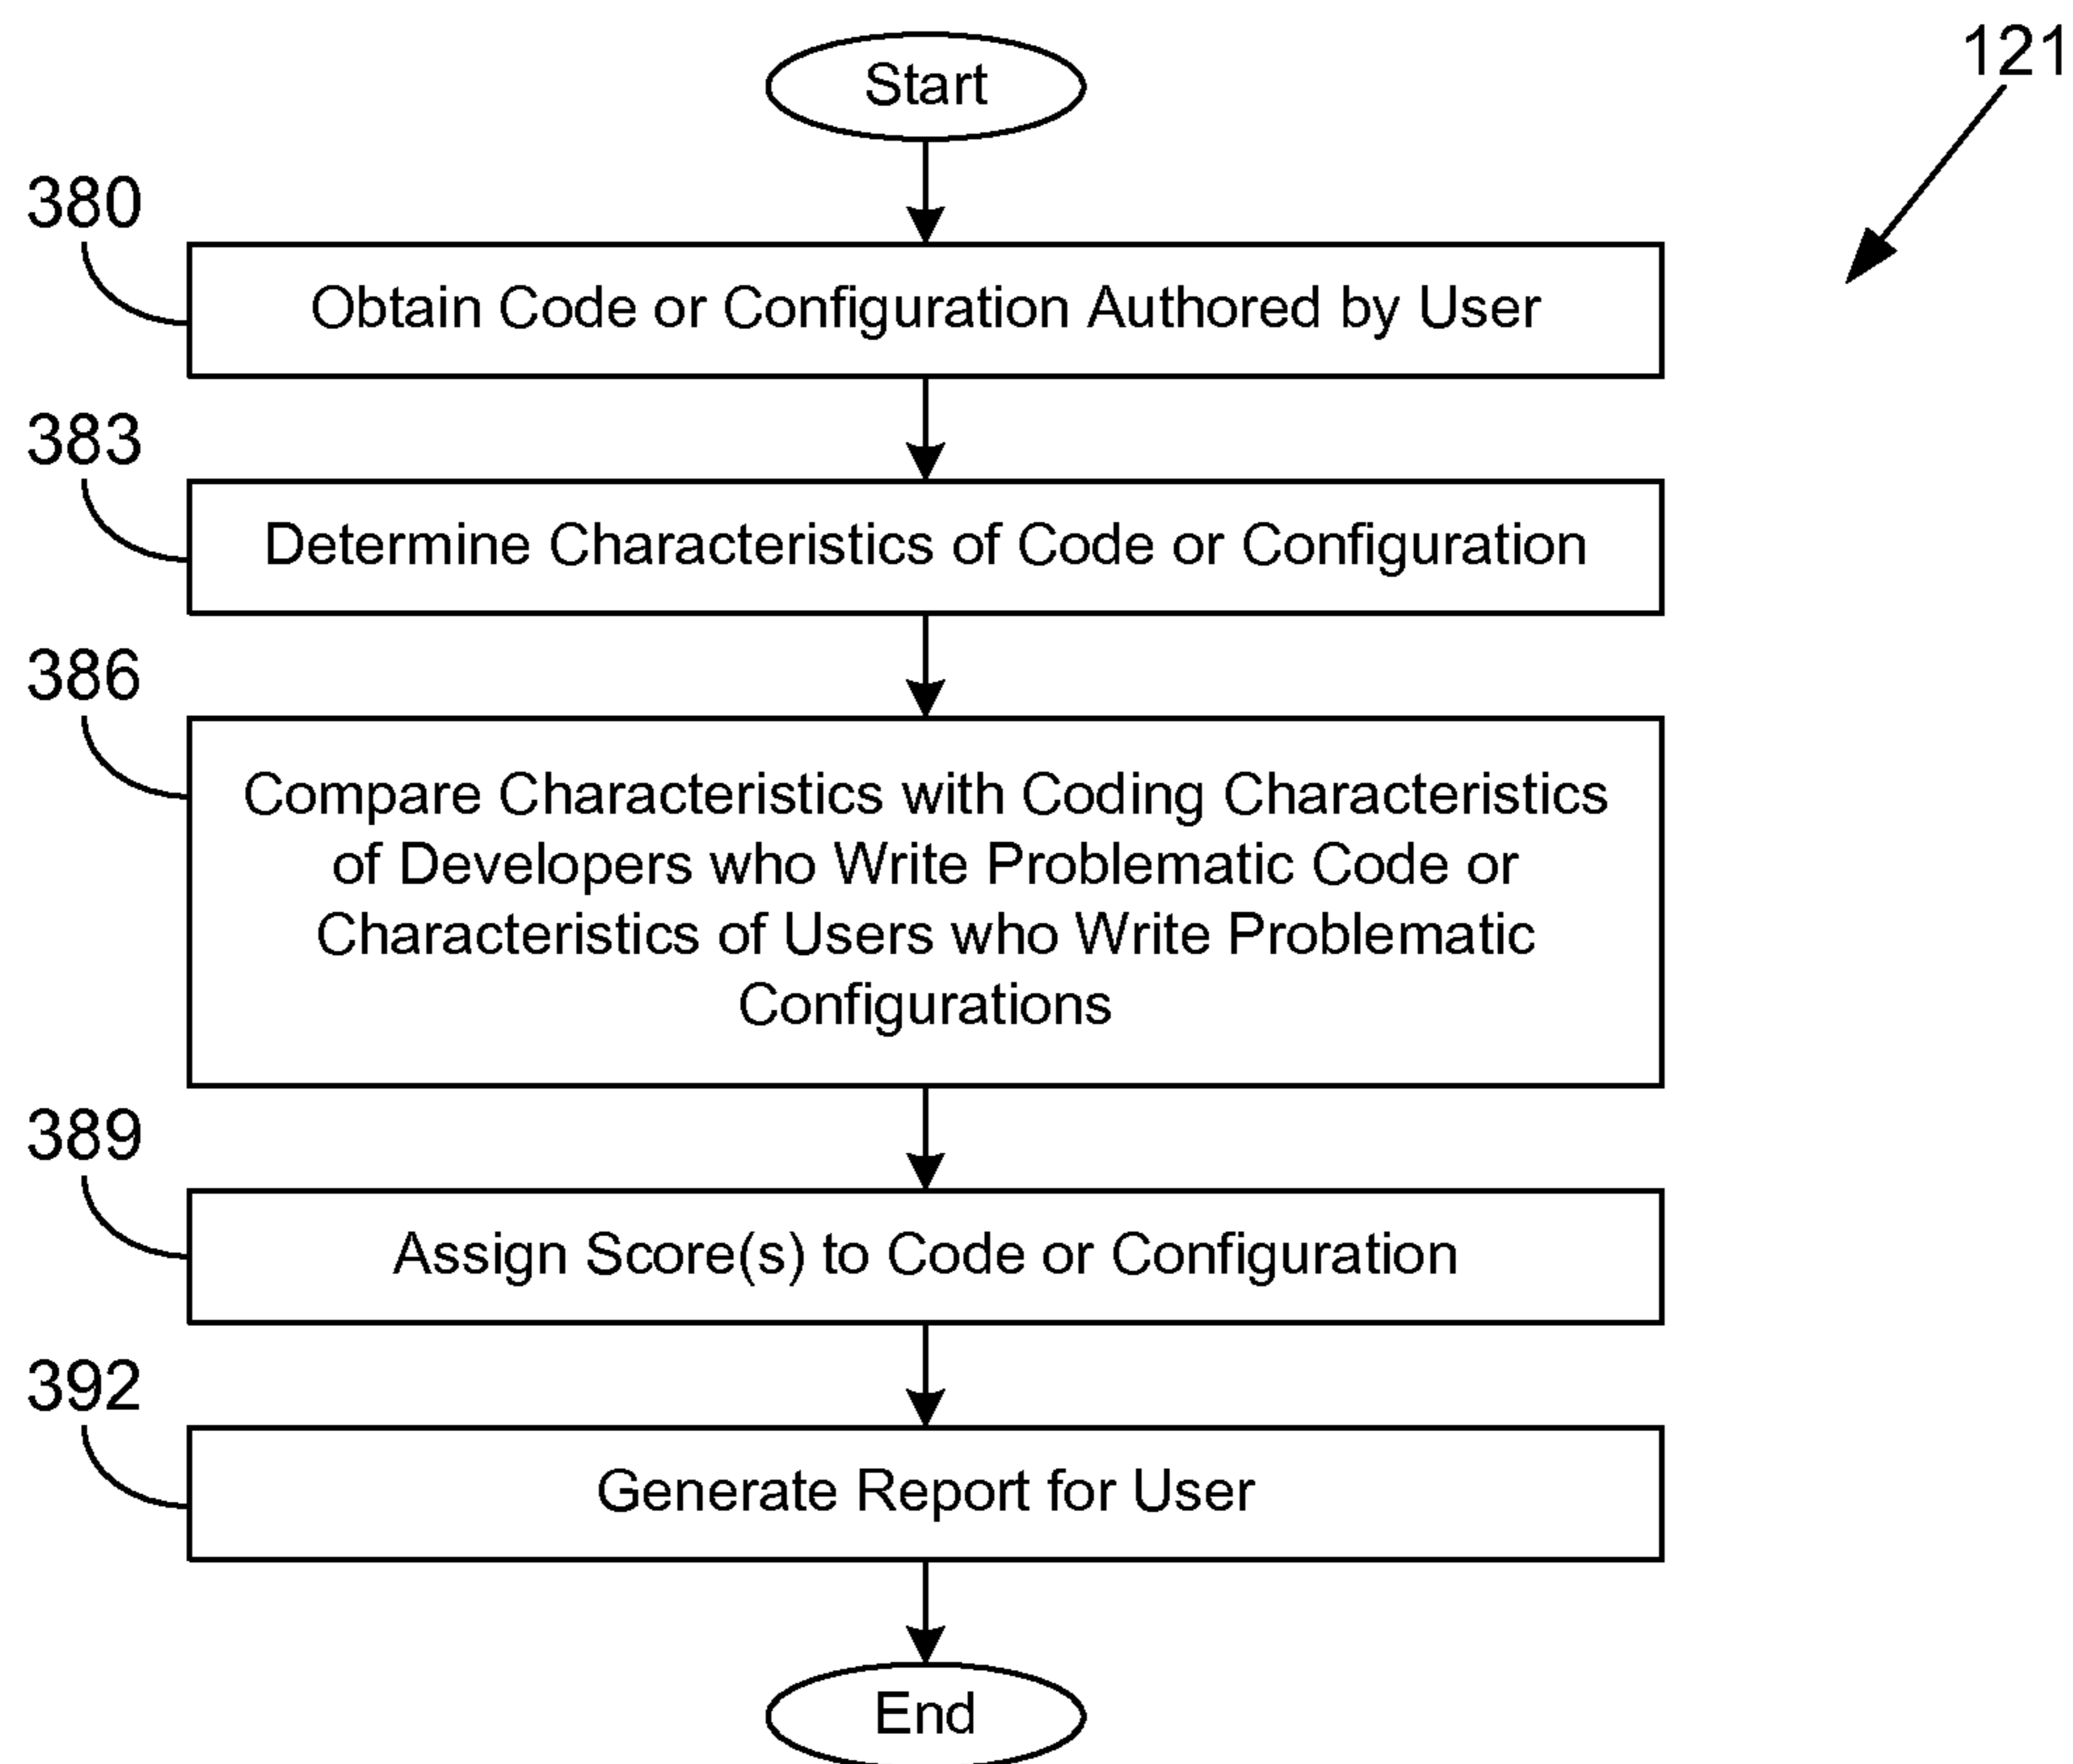 Start
121
380
Obtain Code or Configuration Authored by User
383
Determine Characteristics of Code or Configuration
386
Compare Characteristics with Coding Characteristics
of Developers who Write Problematic Code or
Characteristics of Users who Write Problematic
Configurations
389
Assign Score(s) to Code or Configuration
392
Generate Report for User
End